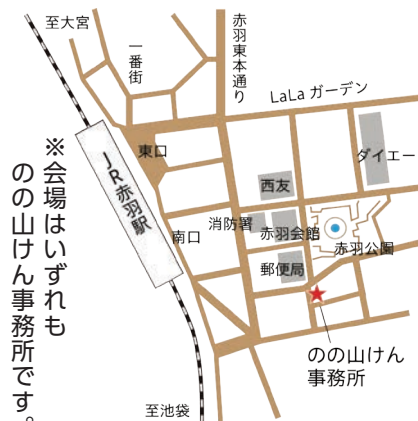 至大宮
一番街
赤羽東本通り
LaLa ガーデン
ダイエー
東口
JR赤羽駅
西友
南口
消防署
赤羽会館
赤羽公園
郵便局
のの山けん
事務所
至池袋
※会場はいずれも
のの山けん事務所です。